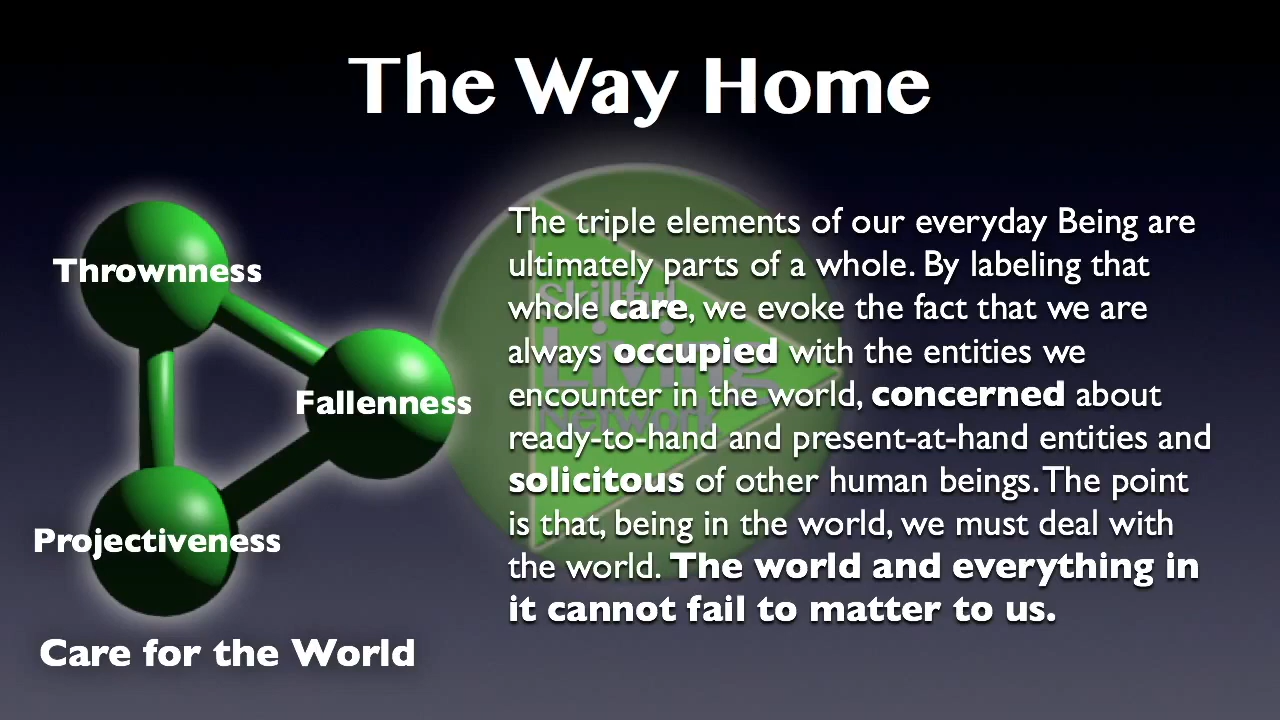 The Way Home
Thrownness
Fallenness
Projectiveness
Care for the World
The triple elements of our everyday Being are
ultimately parts of a whole. By labeling that
whole care, we evoke the fact that we are
always occupied with the entities we
encounter in the world, concerned about
ready-to-hand and present-at-hand entities and
solicitous of other human beings. The point
is that, being in the world, we must deal with
the world. The world and everything in
it cannot fail to matter to us.
Skillful
Living
Network